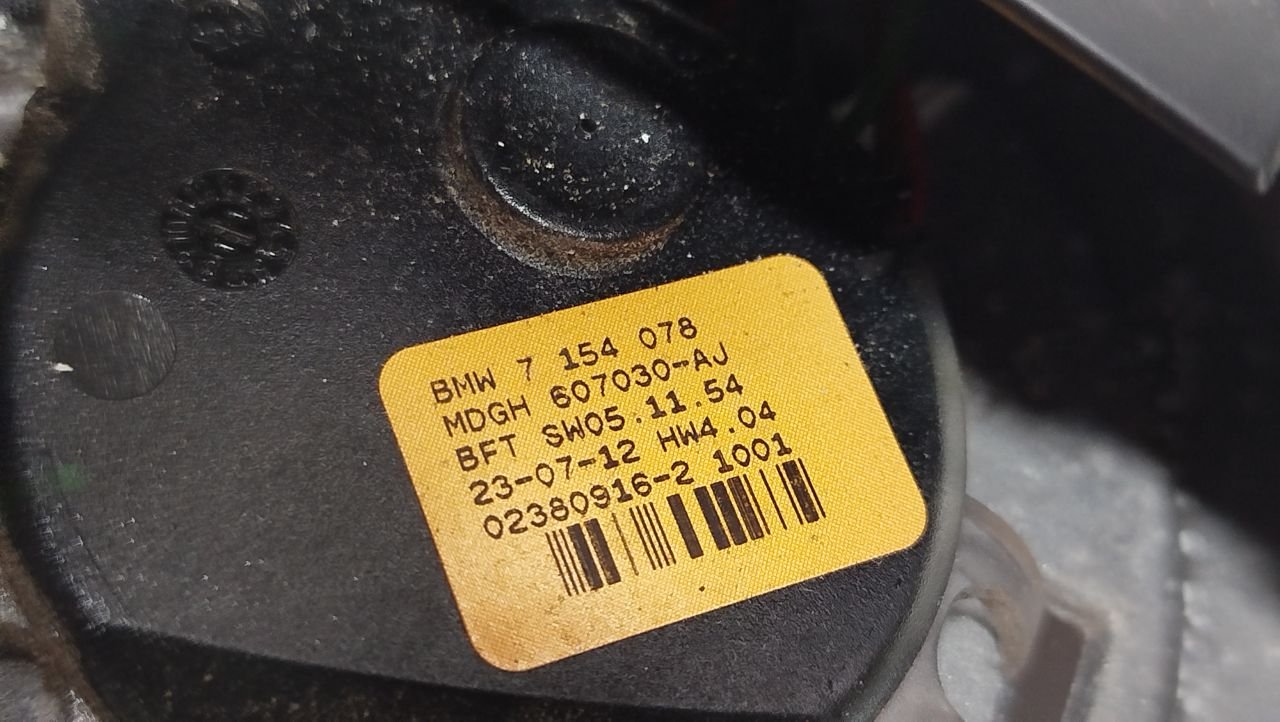 BMW 7 154 078
MDGH 607030-AJ
BFT SW05.11.54
23-07-12 HW4.04
02380916-2 1001